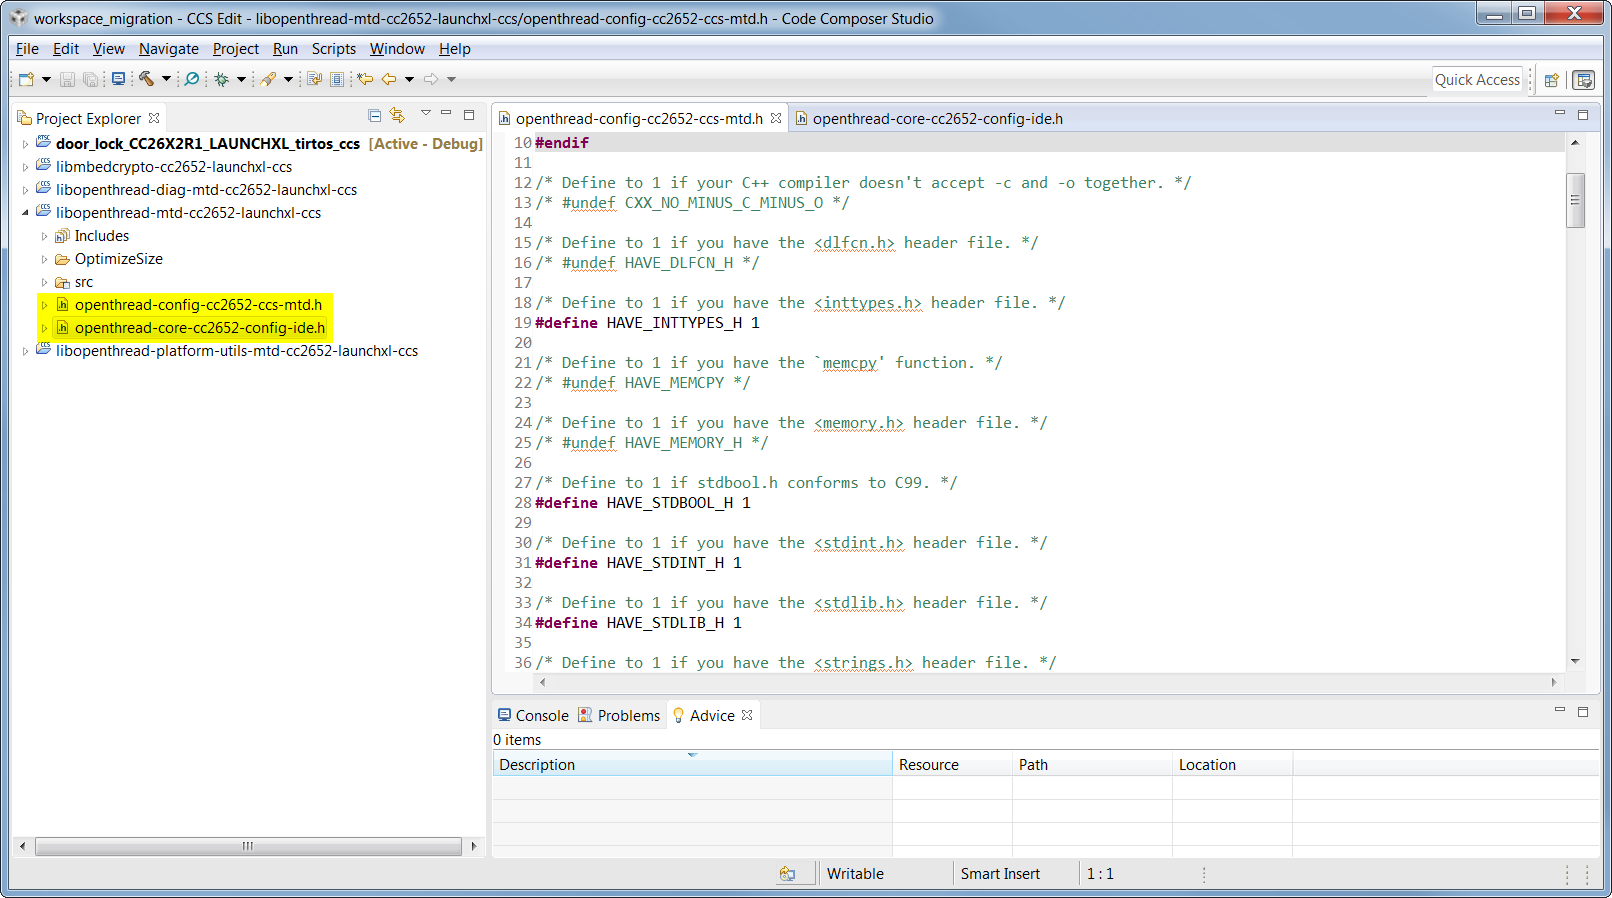 workspace_migration - CCS Edit - libopenthread-mtd-cc2652-launchxl-ccs/openthread-config-cc2652-ccs-mtd.h - Code Composer Studio
File Edit View Navigate Project Run Scripts Window Help
Quick Access
Project Explorer
door_lock_CC26X2R1_LAUNCHXL_tirtos_ccs [Active - Debug]
libmbedcrypto-cc2652-launchxl-ccs
libopenthread-diag-mtd-cc2652-launchxl-ccs
libopenthread-mtd-cc2652-launchxl-ccs
Includes
OptimizeSize
src
openthread-config-cc2652-ccs-mtd.h
openthread-core-cc2652-config-ide.h
libopenthread-platform-utils-mtd-cc2652-launchxl-ccs
openthread-config-cc2652-ccs-mtd.h openthread-core-cc2652-config-ide.h
10 #endif
11
12 /* Define to 1 if your C++ compiler doesn't accept -c and -o together. */
13 /* #undef CXX_NO_MINUS_C_MINUS_O */
14
15 /* Define to 1 if you have the <dlfcn.h> header file. */
16 /* #undef HAVE_DLFCN_H */
17
18 /* Define to 1 if you have the <inttypes.h> header file. */
19 #define HAVE_INTTYPES_H 1
20
21 /* Define to 1 if you have the `memcpy' function. */
22 /* #undef HAVE_MEMCPY */
23
24 /* Define to 1 if you have the <memory.h> header file. */
25 /* #undef HAVE_MEMORY_H */
26
27 /* Define to 1 if stdbool.h conforms to C99. */
28 #define HAVE_STDBOOL_H 1
29
30 /* Define to 1 if you have the <stdint.h> header file. */
31 #define HAVE_STDINT_H 1
32
33 /* Define to 1 if you have the <stdlib.h> header file. */
34 #define HAVE_STDLIB_H 1
35
36 /* Define to 1 if you have the <strings.h> header file. */
Console Problems Advice
0 items
Description Resource Path Location
Writable Smart Insert 1 : 1